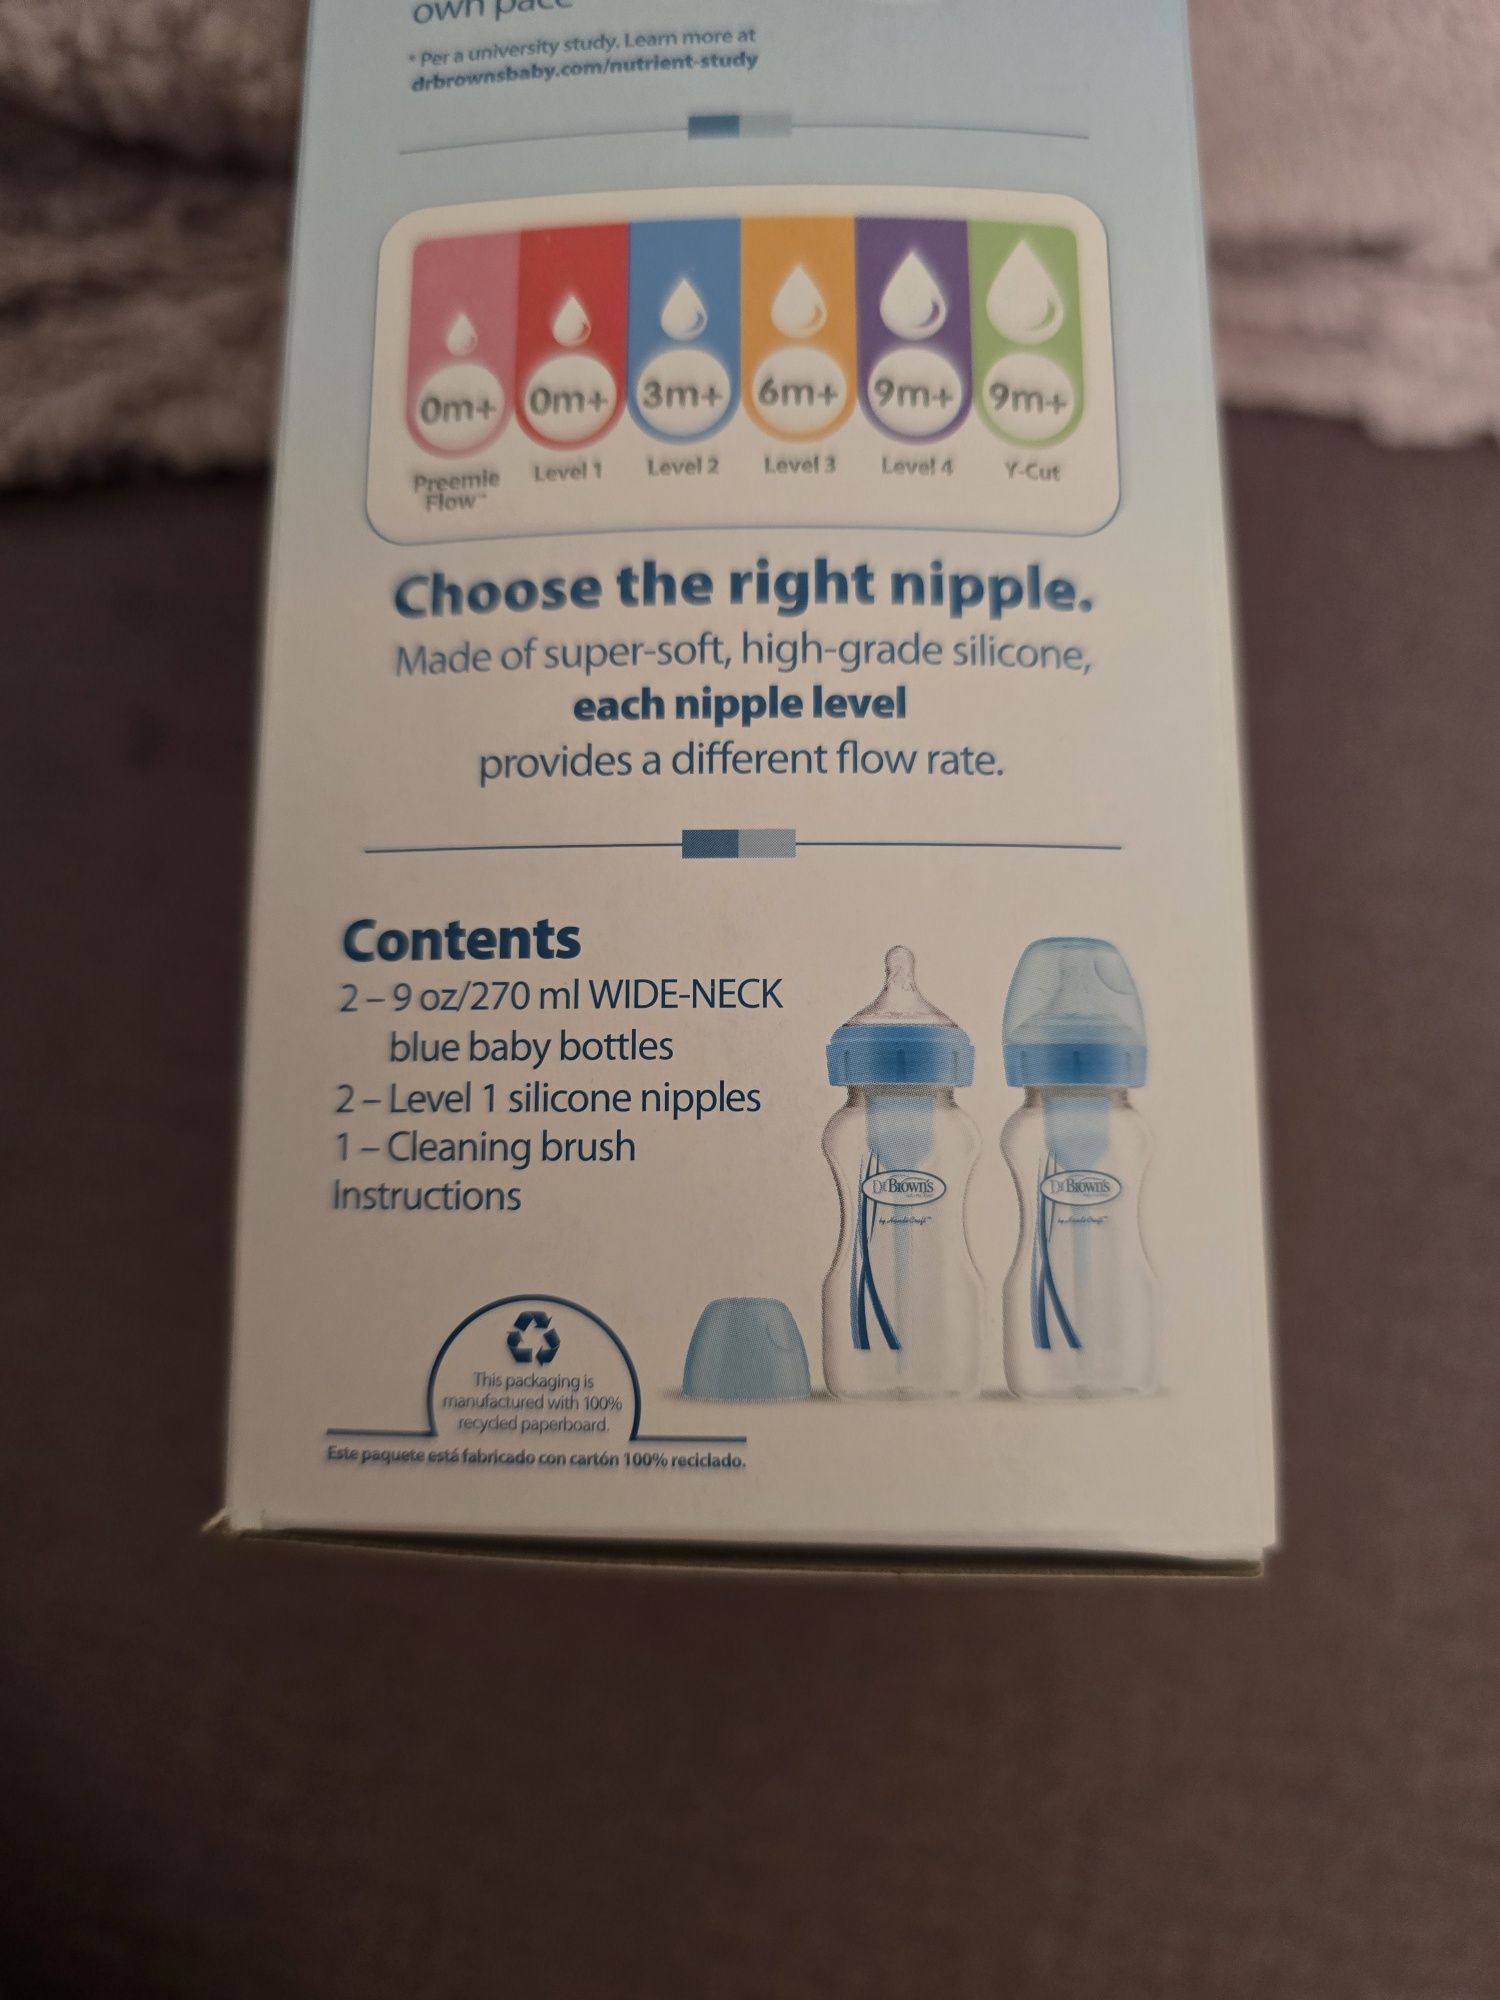 own pace
* Per a university study. Learn more at
drbrownsbaby.com/nutrient-study
0m+ 0m+ 3m+ 6m+ 9m+ 9m+
Preemie Flow™ Level 1 Level 2 Level 3 Level 4 Y-Cut
Choose the right nipple.
Made of super-soft, high-grade silicone,
each nipple level
provides a different flow rate.
Contents
2 – 9 oz/270 ml WIDE-NECK
blue baby bottles
2 – Level 1 silicone nipples
1 – Cleaning brush
Instructions
Dr Brown's
Dr Brown's
This packaging is
manufactured with 100%
recycled paperboard.
Este paquete está fabricado con cartón 100% reciclado.